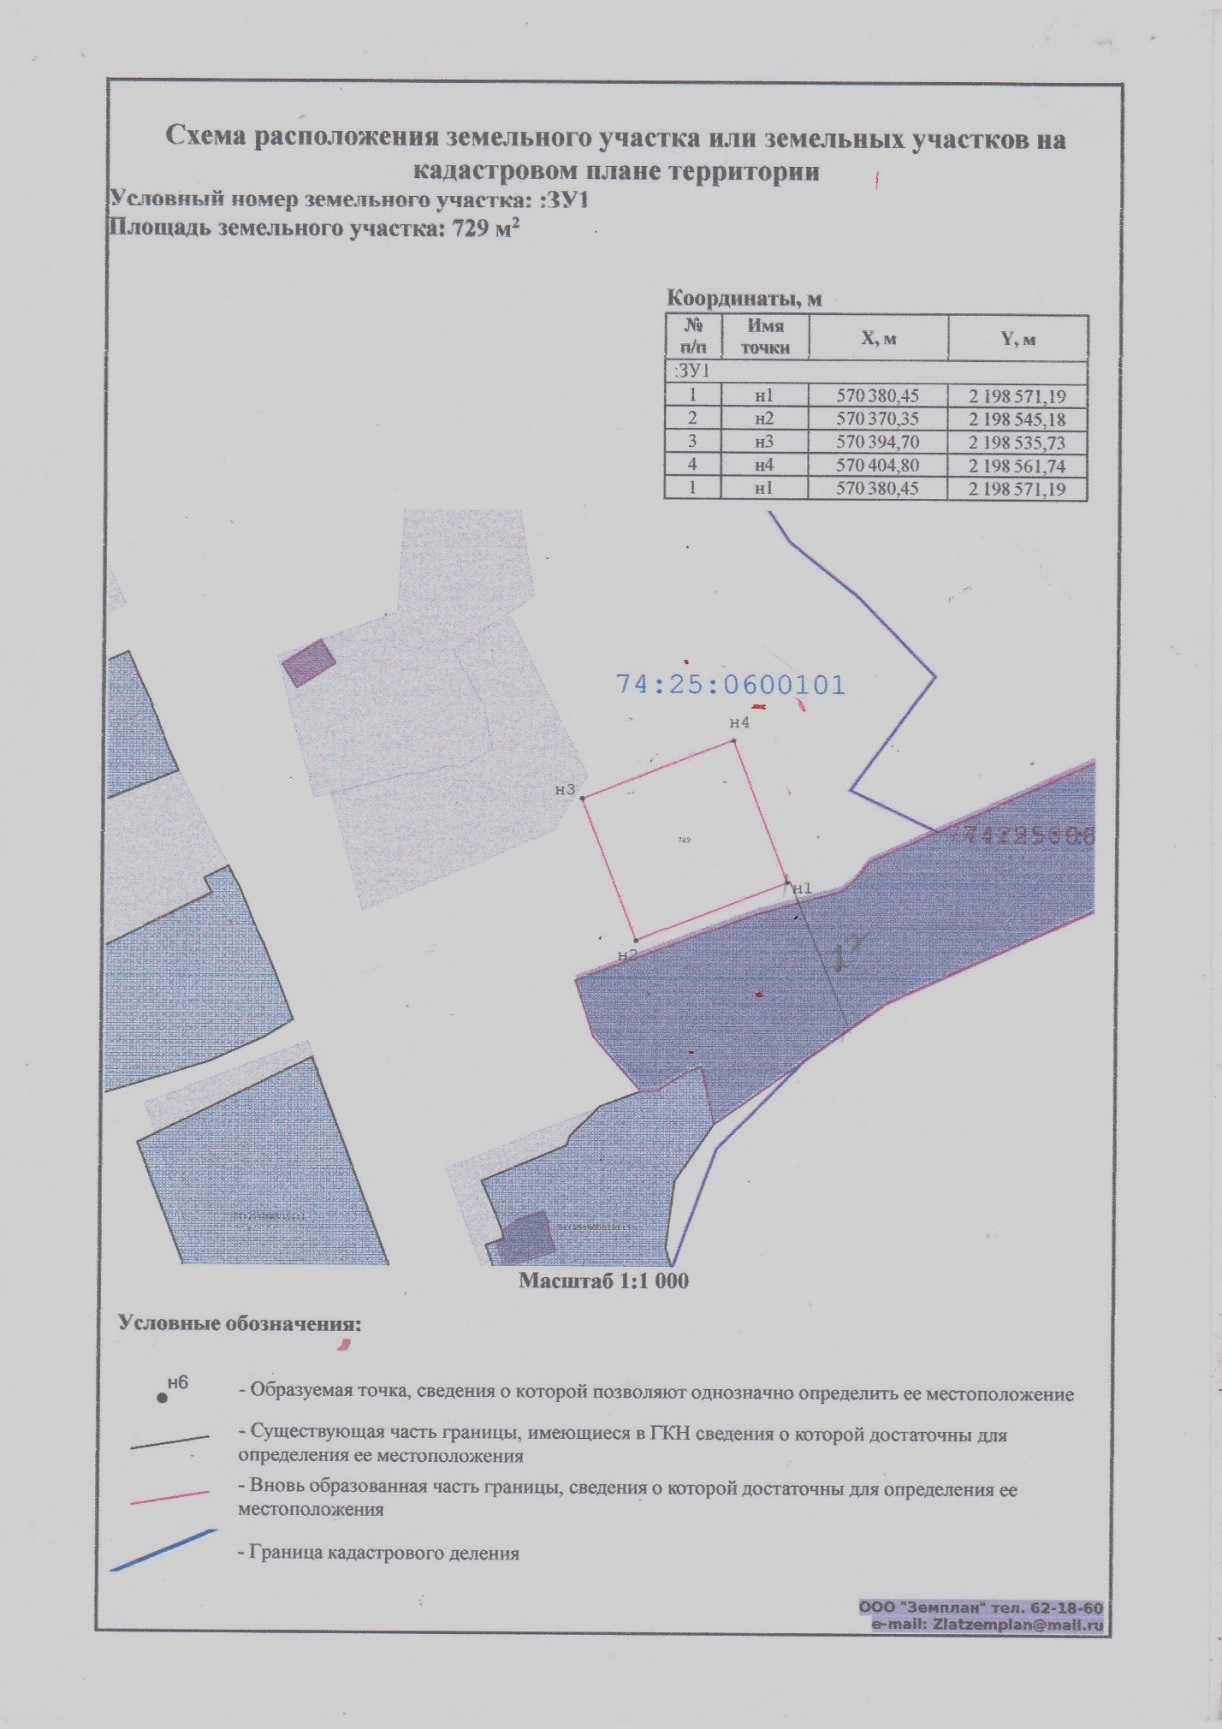 Схема расположения земельного участка или земельных участков на
кадастровом плане территории
Условный номер земельного участка: :ЗУ1
Площадь земельного участка: 729 м²
Координаты, м
№ п/п Имя точки X, м Y, м
:ЗУ1
1 н1 570 380,45 2 198 571,19
2 н2 570 370,35 2 198 545,18
3 н3 570 394,70 2 198 535,73
4 н4 570 404,80 2 198 561,74
1 н1 570 380,45 2 198 571,19
74:25:0600101
н4
н3
729
74:25:06
н1
н2
Масштаб 1:1 000
Условные обозначения:
н6
- Образуемая точка, сведения о которой позволяют однозначно определить ее местоположение
- Существующая часть границы, имеющиеся в ГКН сведения о которой достаточны для
определения ее местоположения
- Вновь образованная часть границы, сведения о которой достаточны для определения ее
местоположения
- Граница кадастрового деления
ООО "Земплан" тел. 62-18-60
e-mail: Zlatzemplan@mail.ru